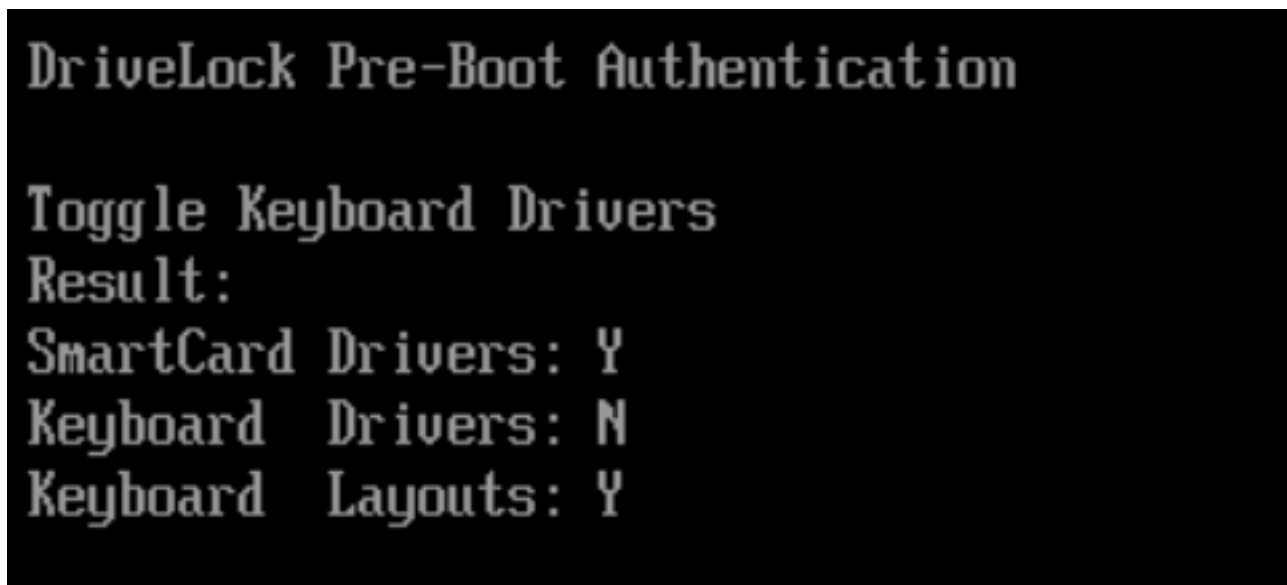 DriveLock Pre-Boot Authentication
Toggle Keyboard Drivers
Result:
SmartCard Drivers: Y
Keyboard  Drivers: N
Keyboard  Layouts: Y